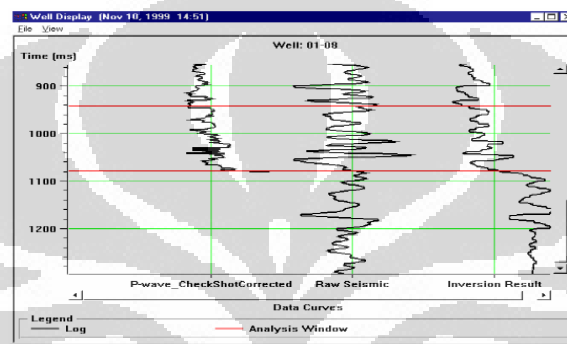 Well Display (Nov 10, 1999 14:51)
File View
Well: 01-08
Time (ms)
900
1000
1100
1200
P-wave_CheckShotCorrected Raw Seismic Inversion Result
Data Curves
Legend
Log Analysis Window